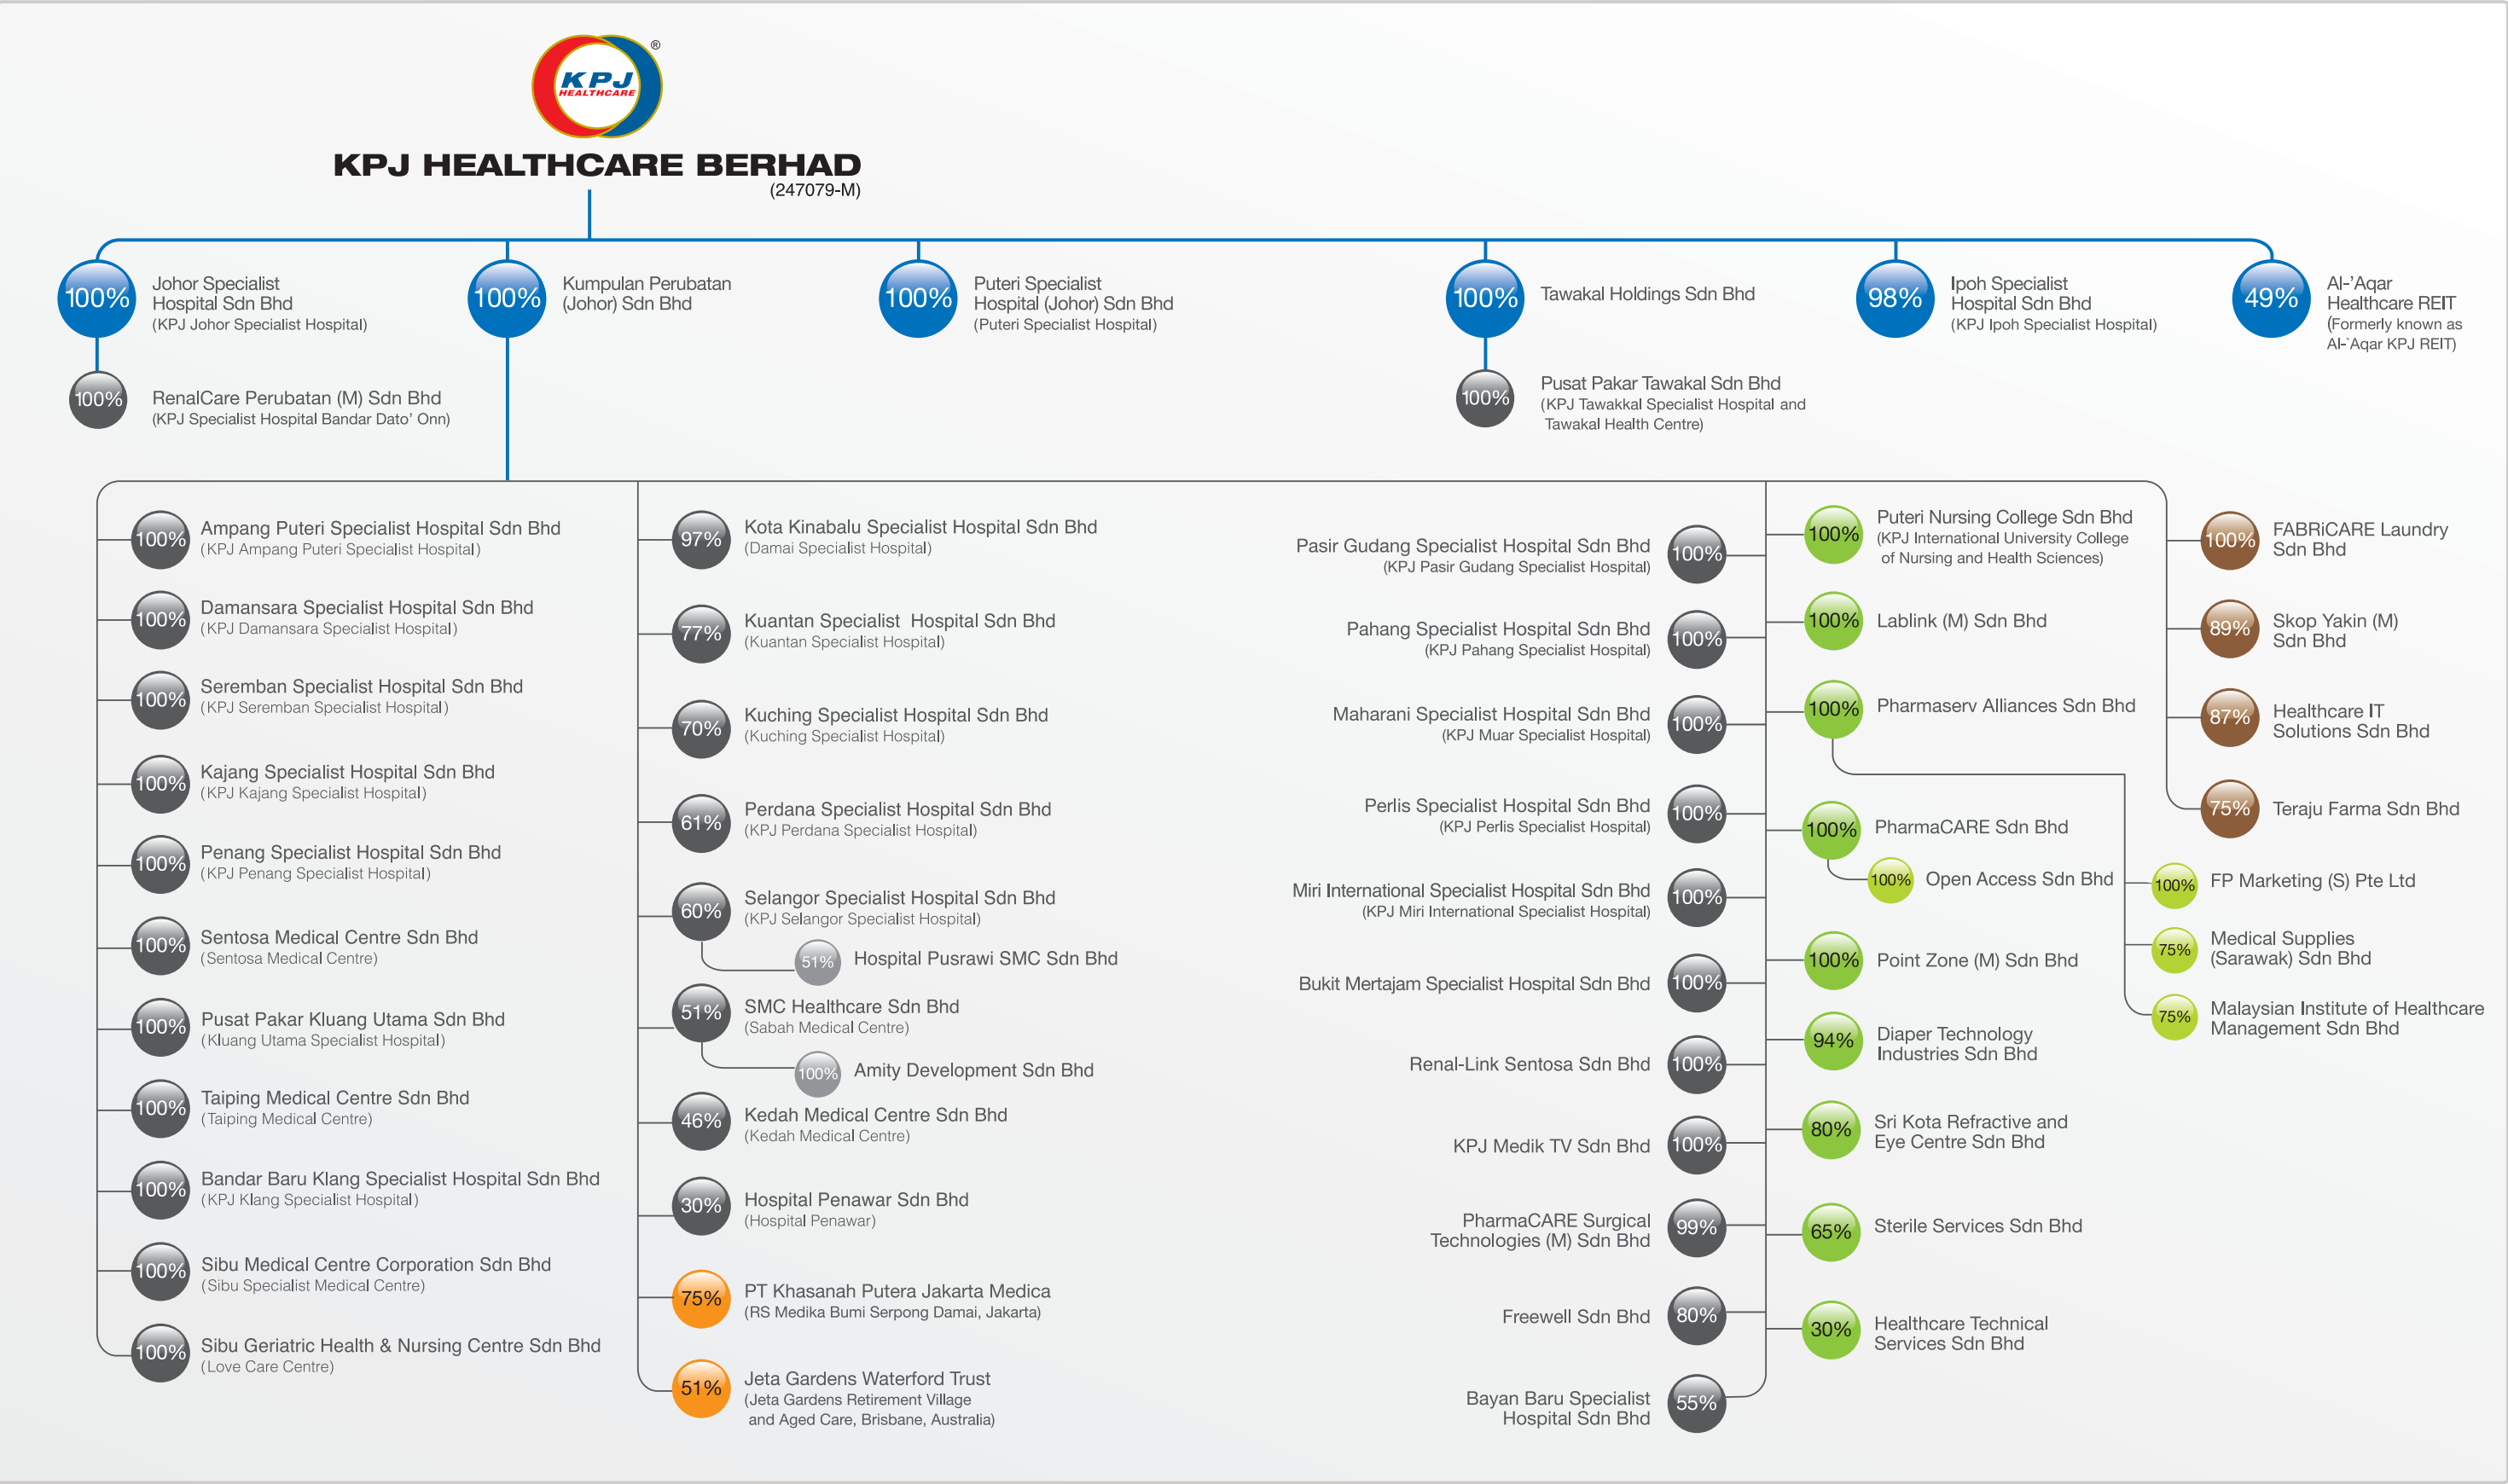 KPJ
HEALTHCARE
®
KPJ HEALTHCARE BERHAD
(247079-M)
100%
Johor Specialist
Hospital Sdn Bhd
(KPJ Johor Specialist Hospital)
100%
RenalCare Perubatan (M) Sdn Bhd
(KPJ Specialist Hospital Bandar Dato’ Onn)
100%
Kumpulan Perubatan
(Johor) Sdn Bhd
100%
Puteri Specialist
Hospital (Johor) Sdn Bhd
(Puteri Specialist Hospital)
100%
Tawakal Holdings Sdn Bhd
100%
Pusat Pakar Tawakal Sdn Bhd
(KPJ Tawakkal Specialist Hospital and
Tawakal Health Centre)
98%
Ipoh Specialist
Hospital Sdn Bhd
(KPJ Ipoh Specialist Hospital)
49%
Al-’Aqar
Healthcare REIT
(Formerly known as
Al-`Aqar KPJ REIT)
100%
Ampang Puteri Specialist Hospital Sdn Bhd
(KPJ Ampang Puteri Specialist Hospital)
100%
Damansara Specialist Hospital Sdn Bhd
(KPJ Damansara Specialist Hospital)
100%
Seremban Specialist Hospital Sdn Bhd
(KPJ Seremban Specialist Hospital)
100%
Kajang Specialist Hospital Sdn Bhd
(KPJ Kajang Specialist Hospital)
100%
Penang Specialist Hospital Sdn Bhd
(KPJ Penang Specialist Hospital)
100%
Sentosa Medical Centre Sdn Bhd
(Sentosa Medical Centre)
100%
Pusat Pakar Kluang Utama Sdn Bhd
(Kluang Utama Specialist Hospital)
100%
Taiping Medical Centre Sdn Bhd
(Taiping Medical Centre)
100%
Bandar Baru Klang Specialist Hospital Sdn Bhd
(KPJ Klang Specialist Hospital)
100%
Sibu Medical Centre Corporation Sdn Bhd
(Sibu Specialist Medical Centre)
100%
Sibu Geriatric Health & Nursing Centre Sdn Bhd
(Love Care Centre)
97%
Kota Kinabalu Specialist Hospital Sdn Bhd
(Damai Specialist Hospital)
77%
Kuantan Specialist Hospital Sdn Bhd
(Kuantan Specialist Hospital)
70%
Kuching Specialist Hospital Sdn Bhd
(Kuching Specialist Hospital)
61%
Perdana Specialist Hospital Sdn Bhd
(KPJ Perdana Specialist Hospital)
60%
Selangor Specialist Hospital Sdn Bhd
(KPJ Selangor Specialist Hospital)
51%
Hospital Pusrawi SMC Sdn Bhd
51%
SMC Healthcare Sdn Bhd
(Sabah Medical Centre)
100%
Amity Development Sdn Bhd
46%
Kedah Medical Centre Sdn Bhd
(Kedah Medical Centre)
30%
Hospital Penawar Sdn Bhd
(Hospital Penawar)
75%
PT Khasanah Putera Jakarta Medica
(RS Medika Bumi Serpong Damai, Jakarta)
51%
Jeta Gardens Waterford Trust
(Jeta Gardens Retirement Village
and Aged Care, Brisbane, Australia)
Pasir Gudang Specialist Hospital Sdn Bhd
(KPJ Pasir Gudang Specialist Hospital)
100%
Pahang Specialist Hospital Sdn Bhd
(KPJ Pahang Specialist Hospital)
100%
Maharani Specialist Hospital Sdn Bhd
(KPJ Muar Specialist Hospital)
100%
Perlis Specialist Hospital Sdn Bhd
(KPJ Perlis Specialist Hospital)
100%
Miri International Specialist Hospital Sdn Bhd
(KPJ Miri International Specialist Hospital)
100%
Bukit Mertajam Specialist Hospital Sdn Bhd
100%
Renal-Link Sentosa Sdn Bhd
100%
KPJ Medik TV Sdn Bhd
100%
PharmaCARE Surgical
Technologies (M) Sdn Bhd
99%
Freewell Sdn Bhd
80%
Bayan Baru Specialist
Hospital Sdn Bhd
55%
100%
Puteri Nursing College Sdn Bhd
(KPJ International University College
of Nursing and Health Sciences)
100%
Lablink (M) Sdn Bhd
100%
Pharmaserv Alliances Sdn Bhd
100%
PharmaCARE Sdn Bhd
100%
Open Access Sdn Bhd
100%
Point Zone (M) Sdn Bhd
94%
Diaper Technology
Industries Sdn Bhd
80%
Sri Kota Refractive and
Eye Centre Sdn Bhd
65%
Sterile Services Sdn Bhd
30%
Healthcare Technical
Services Sdn Bhd
100%
FABRiCARE Laundry
Sdn Bhd
89%
Skop Yakin (M)
Sdn Bhd
87%
Healthcare IT
Solutions Sdn Bhd
75%
Teraju Farma Sdn Bhd
100%
FP Marketing (S) Pte Ltd
75%
Medical Supplies
(Sarawak) Sdn Bhd
75%
Malaysian Institute of Healthcare
Management Sdn Bhd